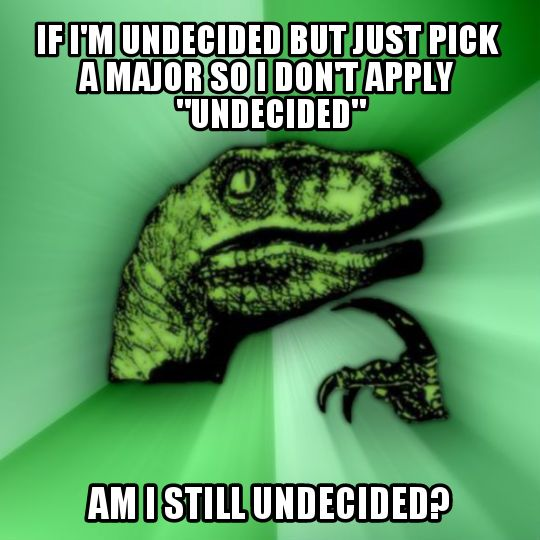 IF I'M UNDECIDED BUT JUST PICK
A MAJOR SO I DON'T APPLY
"UNDECIDED"
AM I STILL UNDECIDED?